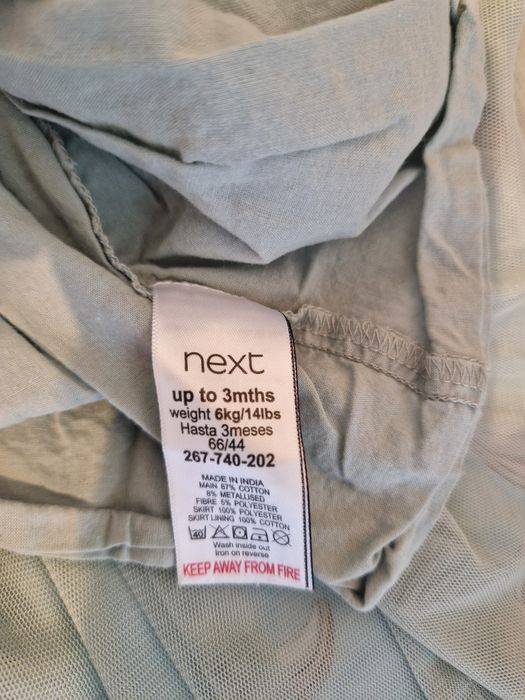 next
up to 3mths
weight 6kg/14lbs
Hasta 3meses
66/44
267-740-202
MADE IN INDIA
MAIN 87% COTTON
8% METALLISED
FIBRE 5% POLYESTER
SKIRT 100% POLYESTER
SKIRT LINING 100% COTTON
40
Wash inside out
Iron on reverse
KEEP AWAY FROM FIRE